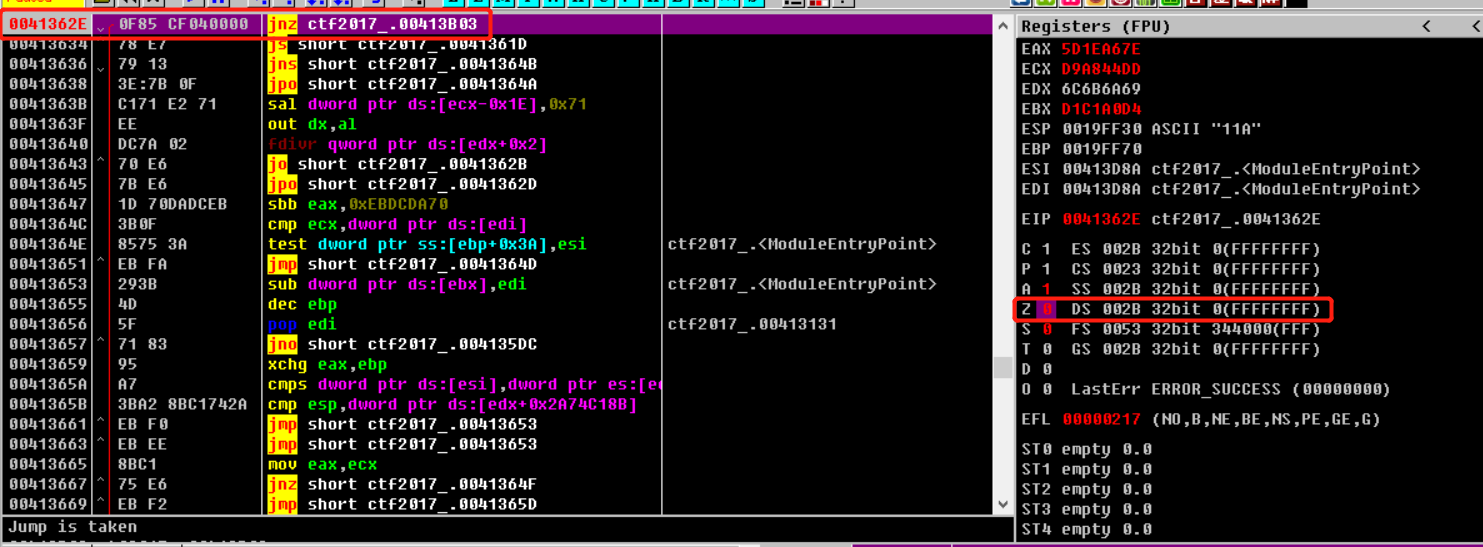 0041362E 0F85 CF040000 jnz ctf2017_.00413B03
00413634 78 E7 js short ctf2017_.0041361D
00413636 79 13 jns short ctf2017_.0041364B
00413638 3E:7B 0F jpo short ctf2017_.0041364A
0041363B C171 E2 71 sal dword ptr ds:[ecx-0x1E],0x71
0041363F EE out dx,al
00413640 DC7A 02 fdivr qword ptr ds:[edx+0x2]
00413643 ^ 70 E6 jo short ctf2017_.0041362B
00413645 7B E6 jpo short ctf2017_.0041362D
00413647 1D 70DADCEB sbb eax,0xEBDCDA70
0041364C 3B0F cmp ecx,dword ptr ds:[edi]
0041364E 8575 3A test dword ptr ss:[ebp+0x3A],esi ctf2017_.<ModuleEntryPoint>
00413651 ^ EB FA jmp short ctf2017_.0041364D
00413653 293B sub dword ptr ds:[ebx],edi ctf2017_.<ModuleEntryPoint>
00413655 4D dec ebp
00413656 5F pop edi ctf2017_.00413131
00413657 ^ 71 83 jno short ctf2017_.004135DC
00413659 95 xchg eax,ebp
0041365A A7 cmps dword ptr ds:[esi],dword ptr es:[e
0041365B 3BA2 8BC1742A cmp esp,dword ptr ds:[edx+0x2A74C18B]
00413661 ^ EB F0 jmp short ctf2017_.00413653
00413663 ^ EB EE jmp short ctf2017_.00413653
00413665 8BC1 mov eax,ecx
00413667 ^ 75 E6 jnz short ctf2017_.0041364F
00413669 ^ EB F2 jmp short ctf2017_.0041365D
Jump is taken
Registers (FPU) < <
EAX 5D1EA67E
ECX D9A844DD
EDX 6C6B6A69
EBX D1C1A0D4
ESP 0019FF30 ASCII "11A"
EBP 0019FF70
ESI 00413D8A ctf2017_.<ModuleEntryPoint>
EDI 00413D8A ctf2017_.<ModuleEntryPoint>
EIP 0041362E ctf2017_.0041362E
C 1 ES 002B 32bit 0(FFFFFFFF)
P 1 CS 0023 32bit 0(FFFFFFFF)
A 1 SS 002B 32bit 0(FFFFFFFF)
Z 0 DS 002B 32bit 0(FFFFFFFF)
S 0 FS 0053 32bit 344000(FFF)
T 0 GS 002B 32bit 0(FFFFFFFF)
D 0
O 0 LastErr ERROR_SUCCESS (00000000)
EFL 00000217 (NO,B,NE,BE,NS,PE,GE,G)
ST0 empty 0.0
ST1 empty 0.0
ST2 empty 0.0
ST3 empty 0.0
ST4 empty 0.0